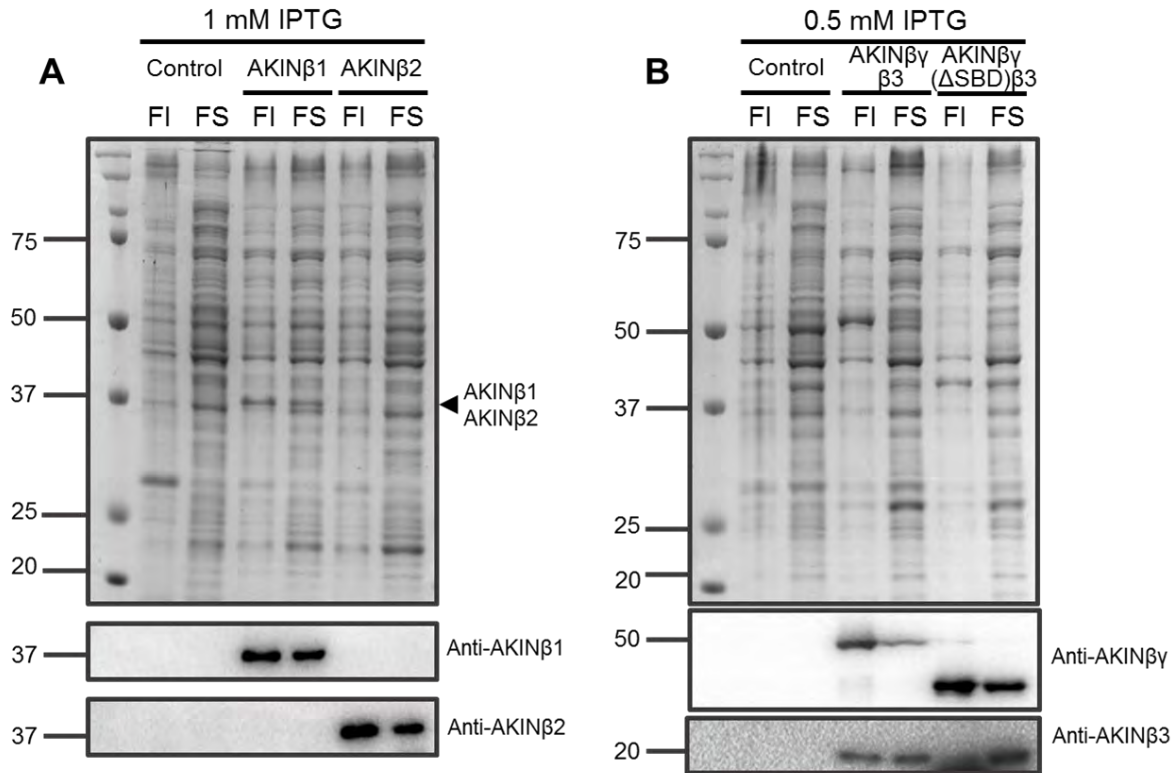 1 mM IPTG
A
Control AKINβ1 AKINβ2
FI FS FI FS FI FS
75
50
37
25
20
AKINβ1
AKINβ2
37
Anti-AKINβ1
37
Anti-AKINβ2
0.5 mM IPTG
B
Control AKINβγ AKINβγ
β3 (ΔSBD)β3
FI FS FI FS FI FS
75
50
37
25
20
50
Anti-AKINβγ
20
Anti-AKINβ3